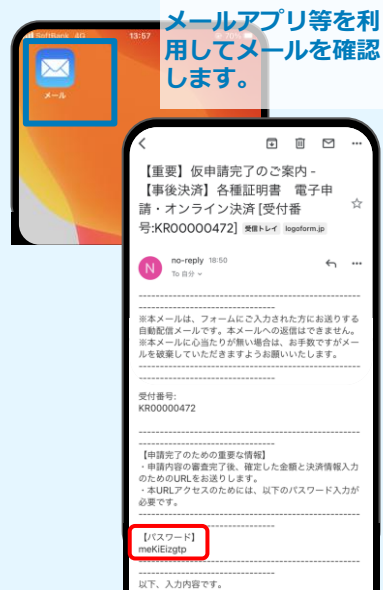 メールアプリ等を利
用してメールを確認
します。
SoftBank 4G 13:57 70%
メール
【重要】仮申請完了のご案内 -
【事後決済】各種証明書　電子申
請・オンライン決済 [受付番
号:KR00000472] 受信トレイ logoform.jp
N no-reply 16:50
To 自分
--------------------------------------------------------
----------------------------------
※本メールは、フォームにご入力された方にお送りする
自動配信メールです。本メールへの返信はできません。
※本メールに心当たりが無い場合は、お手数ですがメー
ルを破棄していただきますようお願いいたします。
--------------------------------------------------------
----------------------------------
受付番号:
KR00000472
--------------------------------------------------------
----------------------------------
【申請完了のための重要な情報】
・申請内容の審査完了後、確定した金額と決済情報入力
のためのURLをお送りします。
・本URLアクセスのためには、以下のパスワード入力が
必要です。
--------------------------------------------------------
----------------------------------
【パスワード】
meKiEizgtp
--------------------------------------------------------
----------------------------------
以下、入力内容です。